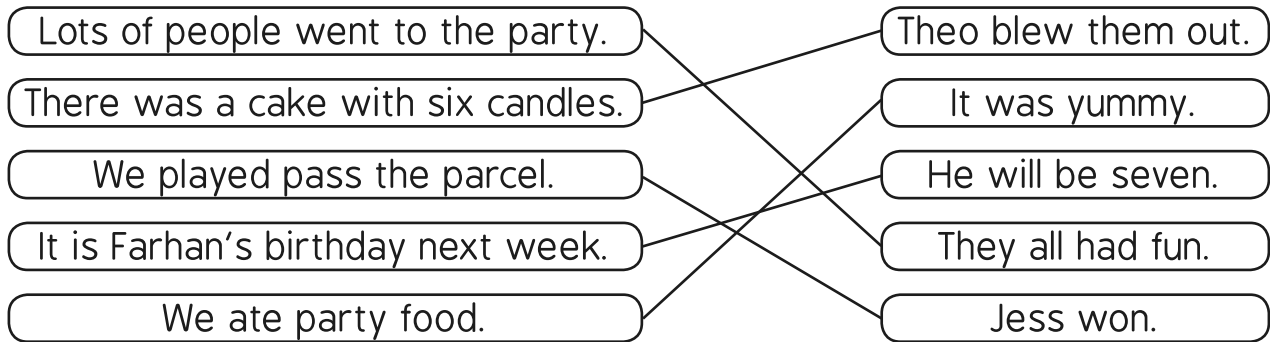 Lots of people went to the party.
Theo blew them out.
There was a cake with six candles.
It was yummy.
We played pass the parcel.
He will be seven.
It is Farhan's birthday next week.
They all had fun.
We ate party food.
Jess won.